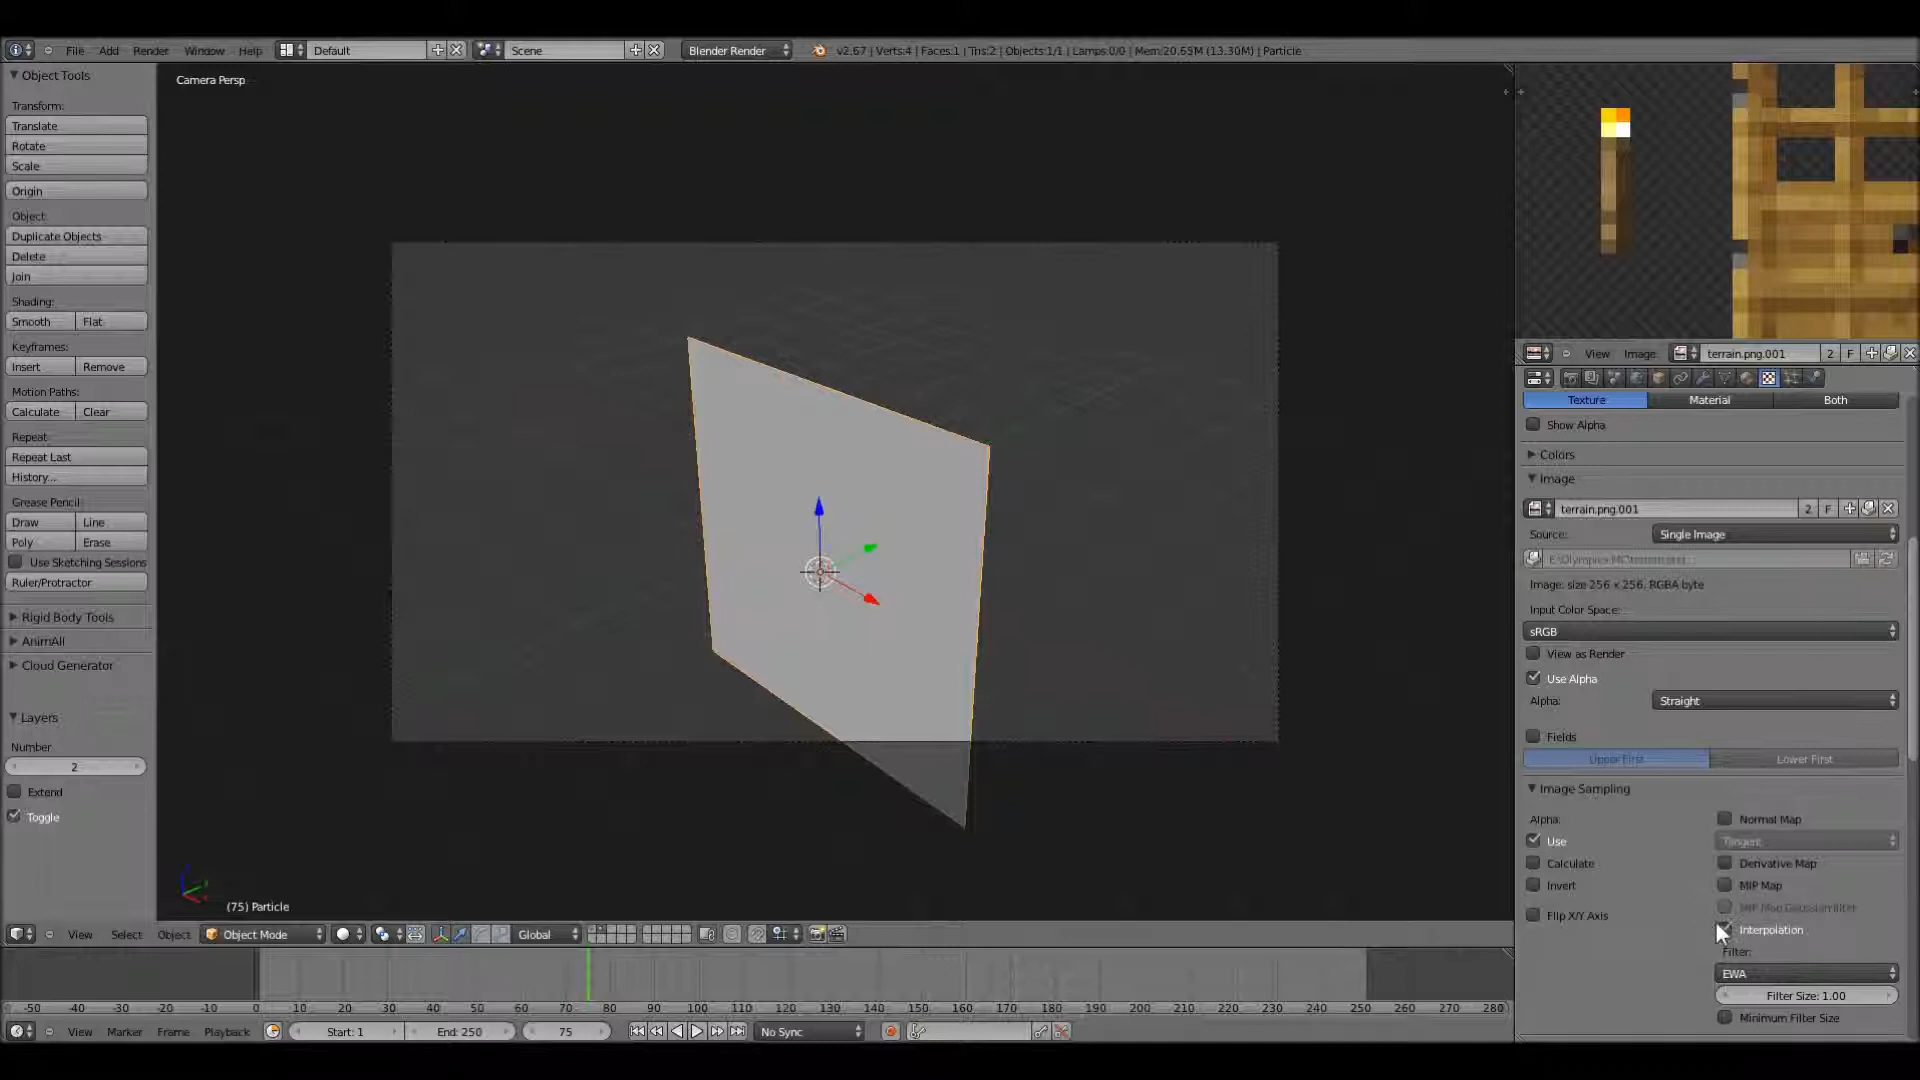 File Add Render Window Help Default Scene Blender Render v2.67 | Verts:4 | Faces:1 | Tris:2 | Objects:1/1 | Lamps:0/0 | Mem:20.65M (13.30M) | Particle
Object Tools
Camera Persp
Transform:
Translate
Rotate
Scale
Origin
Object:
Duplicate Objects
Delete
Join
Shading:
Smooth Flat
Keyframes:
Insert Remove
Motion Paths:
Calculate Clear
Repeat:
Repeat Last
History...
Grease Pencil:
Draw Line
Poly Erase
Use Sketching Sessions
Ruler/Protractor
Rigid Body Tools
AnimAll
Cloud Generator
Layers
Number
2
Extend
Toggle
(75) Particle
View Select Object Object Mode Global
-50 -40 -30 -20 -10 0 10 20 30 40 50 60 70 80 90 100 110 120 130 140 150 160 170 180 190 200 210 220 230 240 250 260 270 280
View Marker Frame Playback Start: 1 End: 250 75 No Sync
View Image terrain.png.001 2 F
Texture Material Both
Show Alpha
Colors
Image
terrain.png.001 2 F
Source: Single Image
Image: size 256 x 256, RGBA byte
Input Color Space:
sRGB
View as Render
Use Alpha
Alpha: Straight
Fields
Upper First Lower First
Image Sampling
Alpha: Normal Map
Use Tangent
Calculate Derivative Map
Invert MIP Map
MIP Map Gaussian filter
Flip X/Y Axis Interpolation
Filter:
EWA
Filter Size: 1.00
Minimum Filter Size